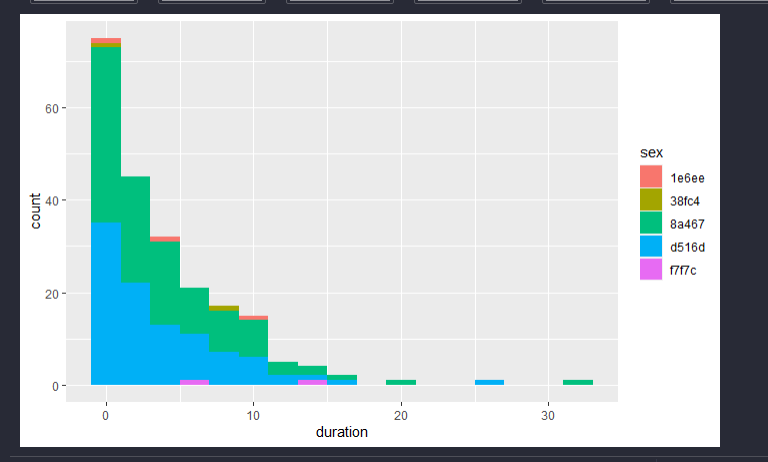 count
60
40
20
0
0 10 20 30
duration
sex
1e6ee
38fc4
8a467
d516d
f7f7c